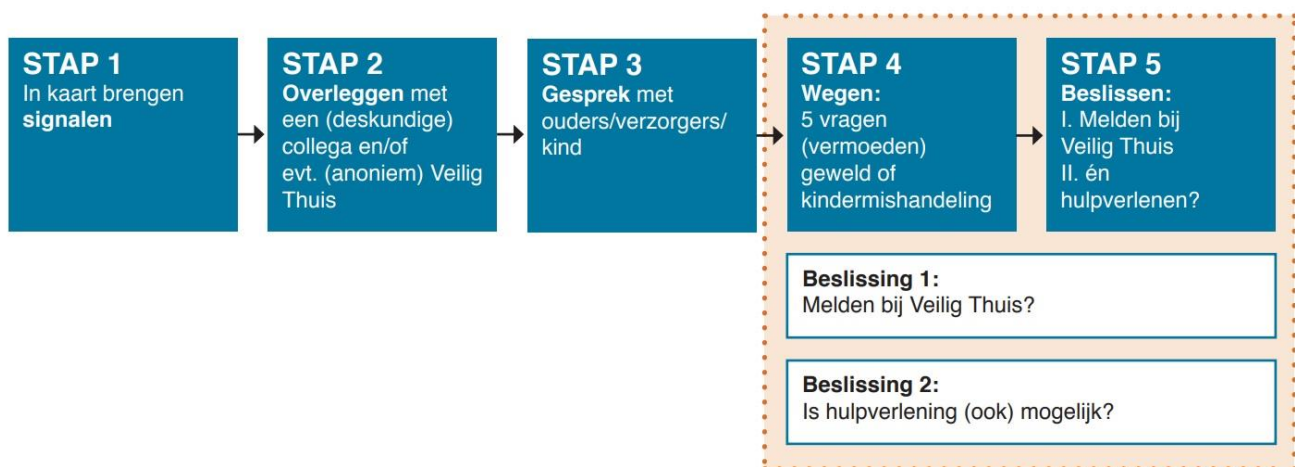 STAP 1
In kaart brengen
signalen
STAP 2
Overleggen met
een (deskundige)
collega en/of
evt. (anoniem) Veilig
Thuis
STAP 3
Gesprek met
ouders/verzorgers/
kind
STAP 4
Wegen:
5 vragen
(vermoeden)
geweld of
kindermishandeling
STAP 5
Beslissen:
I. Melden bij
Veilig Thuis
II. én
hulpverlenen?
Beslissing 1:
Melden bij Veilig Thuis?
Beslissing 2:
Is hulpverlening (ook) mogelijk?